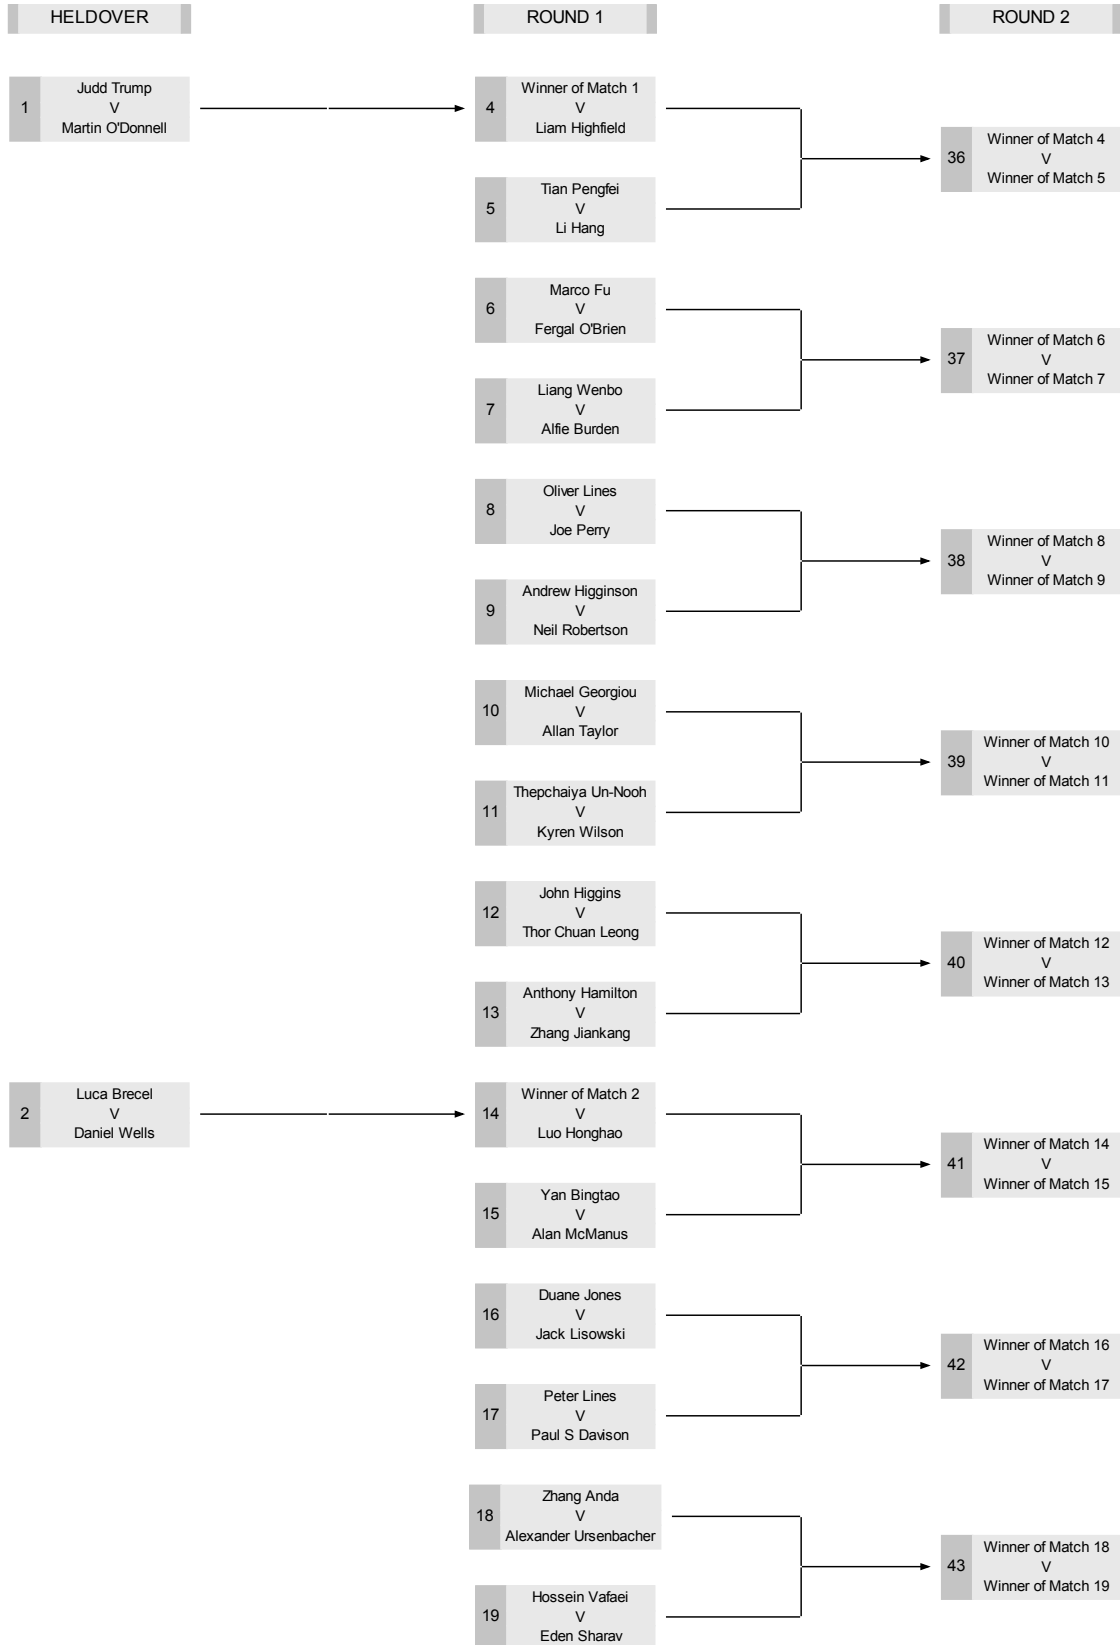 HELDOVER
ROUND 1
ROUND 2
1
Judd Trump
V
Martin O'Donnell
4
Winner of Match 1
V
Liam Highfield
36
Winner of Match 4
V
Winner of Match 5
5
Tian Pengfei
V
Li Hang
6
Marco Fu
V
Fergal O'Brien
37
Winner of Match 6
V
Winner of Match 7
7
Liang Wenbo
V
Alfie Burden
8
Oliver Lines
V
Joe Perry
38
Winner of Match 8
V
Winner of Match 9
9
Andrew Higginson
V
Neil Robertson
10
Michael Georgiou
V
Allan Taylor
39
Winner of Match 10
V
Winner of Match 11
11
Thepchaiya Un-Nooh
V
Kyren Wilson
12
John Higgins
V
Thor Chuan Leong
40
Winner of Match 12
V
Winner of Match 13
13
Anthony Hamilton
V
Zhang Jiankang
2
Luca Brecel
V
Daniel Wells
14
Winner of Match 2
V
Luo Honghao
41
Winner of Match 14
V
Winner of Match 15
15
Yan Bingtao
V
Alan McManus
16
Duane Jones
V
Jack Lisowski
42
Winner of Match 16
V
Winner of Match 17
17
Peter Lines
V
Paul S Davison
18
Zhang Anda
V
Alexander Ursenbacher
43
Winner of Match 18
V
Winner of Match 19
19
Hossein Vafaei
V
Eden Sharav